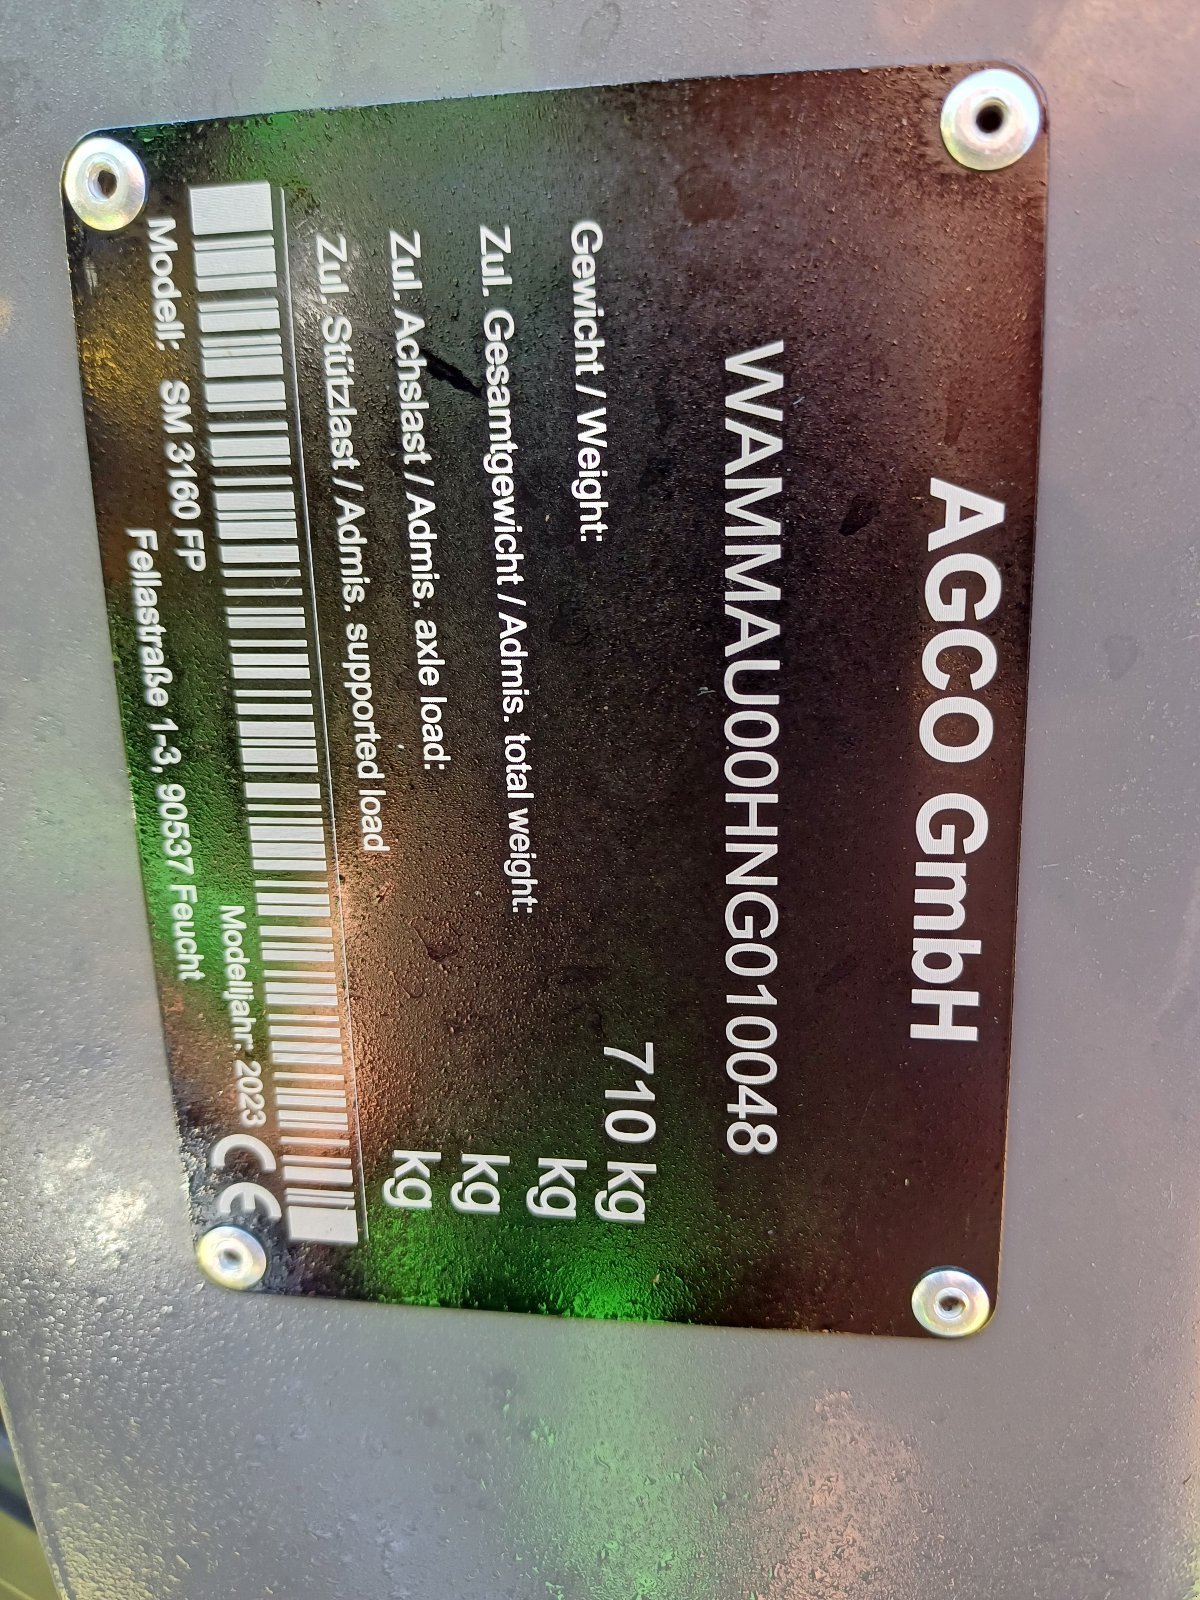 AGCO GmbH
WAMMAU00HNG010048
Gewicht / Weight: 710 kg
Zul. Gesamtgewicht / Admis. total weight: kg
Zul. Achslast / Admis. axle load: kg
Zul. Stützlast / Admis. supported load kg
Modell: SM 3160 FP Modelljahr: 2023 CE
Fellastraße 1-3, 90537 Feucht